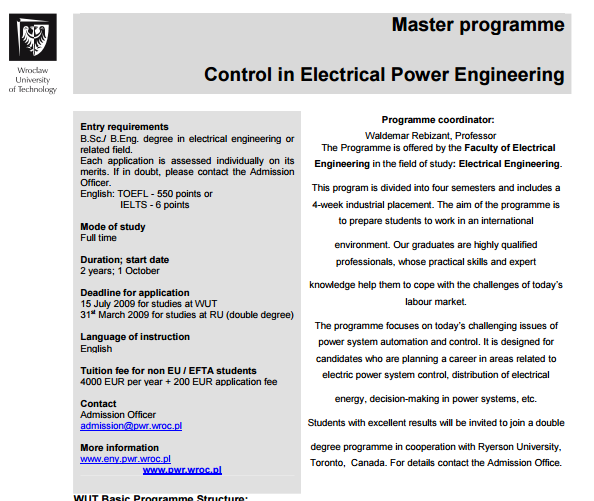 Master programme
Control in Electrical Power Engineering
Wroclaw
University
of Technology
Entry requirements
B.Sc./ B.Eng. degree in electrical engineering or
related field.
Each application is assessed individually on its
merits. If in doubt, please contact the Admission
Officer.
English: TOEFL - 550 points or
IELTS - 6 points
Mode of study
Full time
Duration; start date
2 years; 1 October
Deadline for application
15 July 2009 for studies at WUT
31st March 2009 for studies at RU (double degree)
Language of instruction
English
Tuition fee for non EU / EFTA students
4000 EUR per year + 200 EUR application fee
Contact
Admission Officer
admission@pwr.wroc.pl
More information
www.eny.pwr.wroc.pl
www.pwr.wroc.pl
Programme coordinator:
Waldemar Rebizant, Professor
The Programme is offered by the Faculty of Electrical
Engineering in the field of study: Electrical Engineering.
This program is divided into four semesters and includes a
4-week industrial placement. The aim of the programme is
to prepare students to work in an international
environment. Our graduates are highly qualified
professionals, whose practical skills and expert
knowledge help them to cope with the challenges of today's
labour market.
The programme focuses on today's challenging issues of
power system automation and control. It is designed for
candidates who are planning a career in areas related to
electric power system control, distribution of electrical
energy, decision-making in power systems, etc.
Students with excellent results will be invited to join a double
degree programme in cooperation with Ryerson University,
Toronto, Canada. For details contact the Admission Office.
WUT Basic Programme Structure: